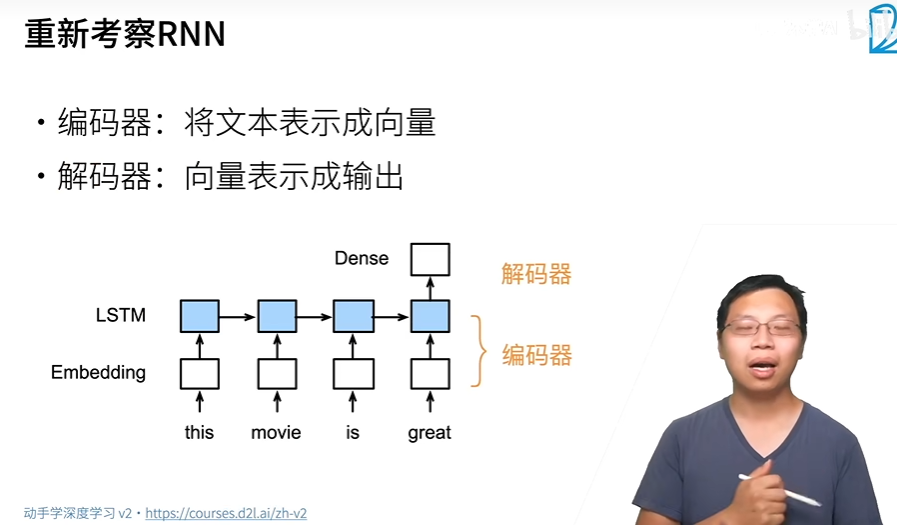 重新考察RNN
• 编码器：将文本表示成向量
• 解码器：向量表示成输出
Dense
解码器
LSTM
编码器
Embedding
this movie is great
动手学深度学习 v2 • https://courses.d2l.ai/zh-v2